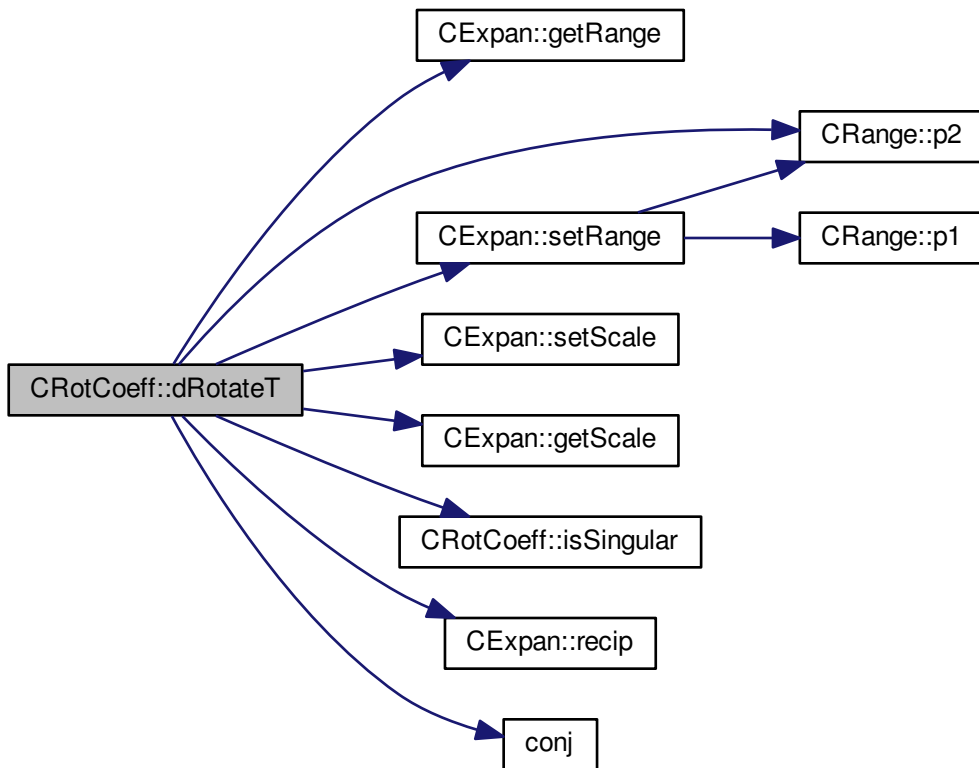 CExpan::getRange
CRange::p2
CExpan::setRange
CRange::p1
CExpan::setScale
CRotCoeff::dRotateT
CExpan::getScale
CRotCoeff::isSingular
CExpan::recip
conj